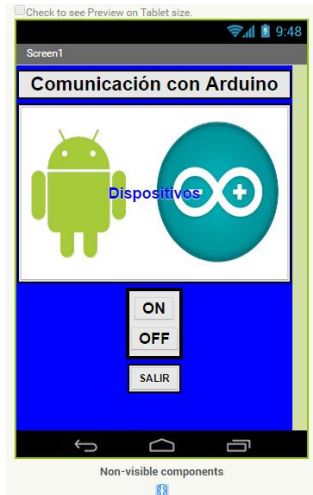 Check to see Preview on Tablet size.
9:48
Screen1
Comunicación con Arduino
Dispositivos
ON
OFF
SALIR
Non-visible components